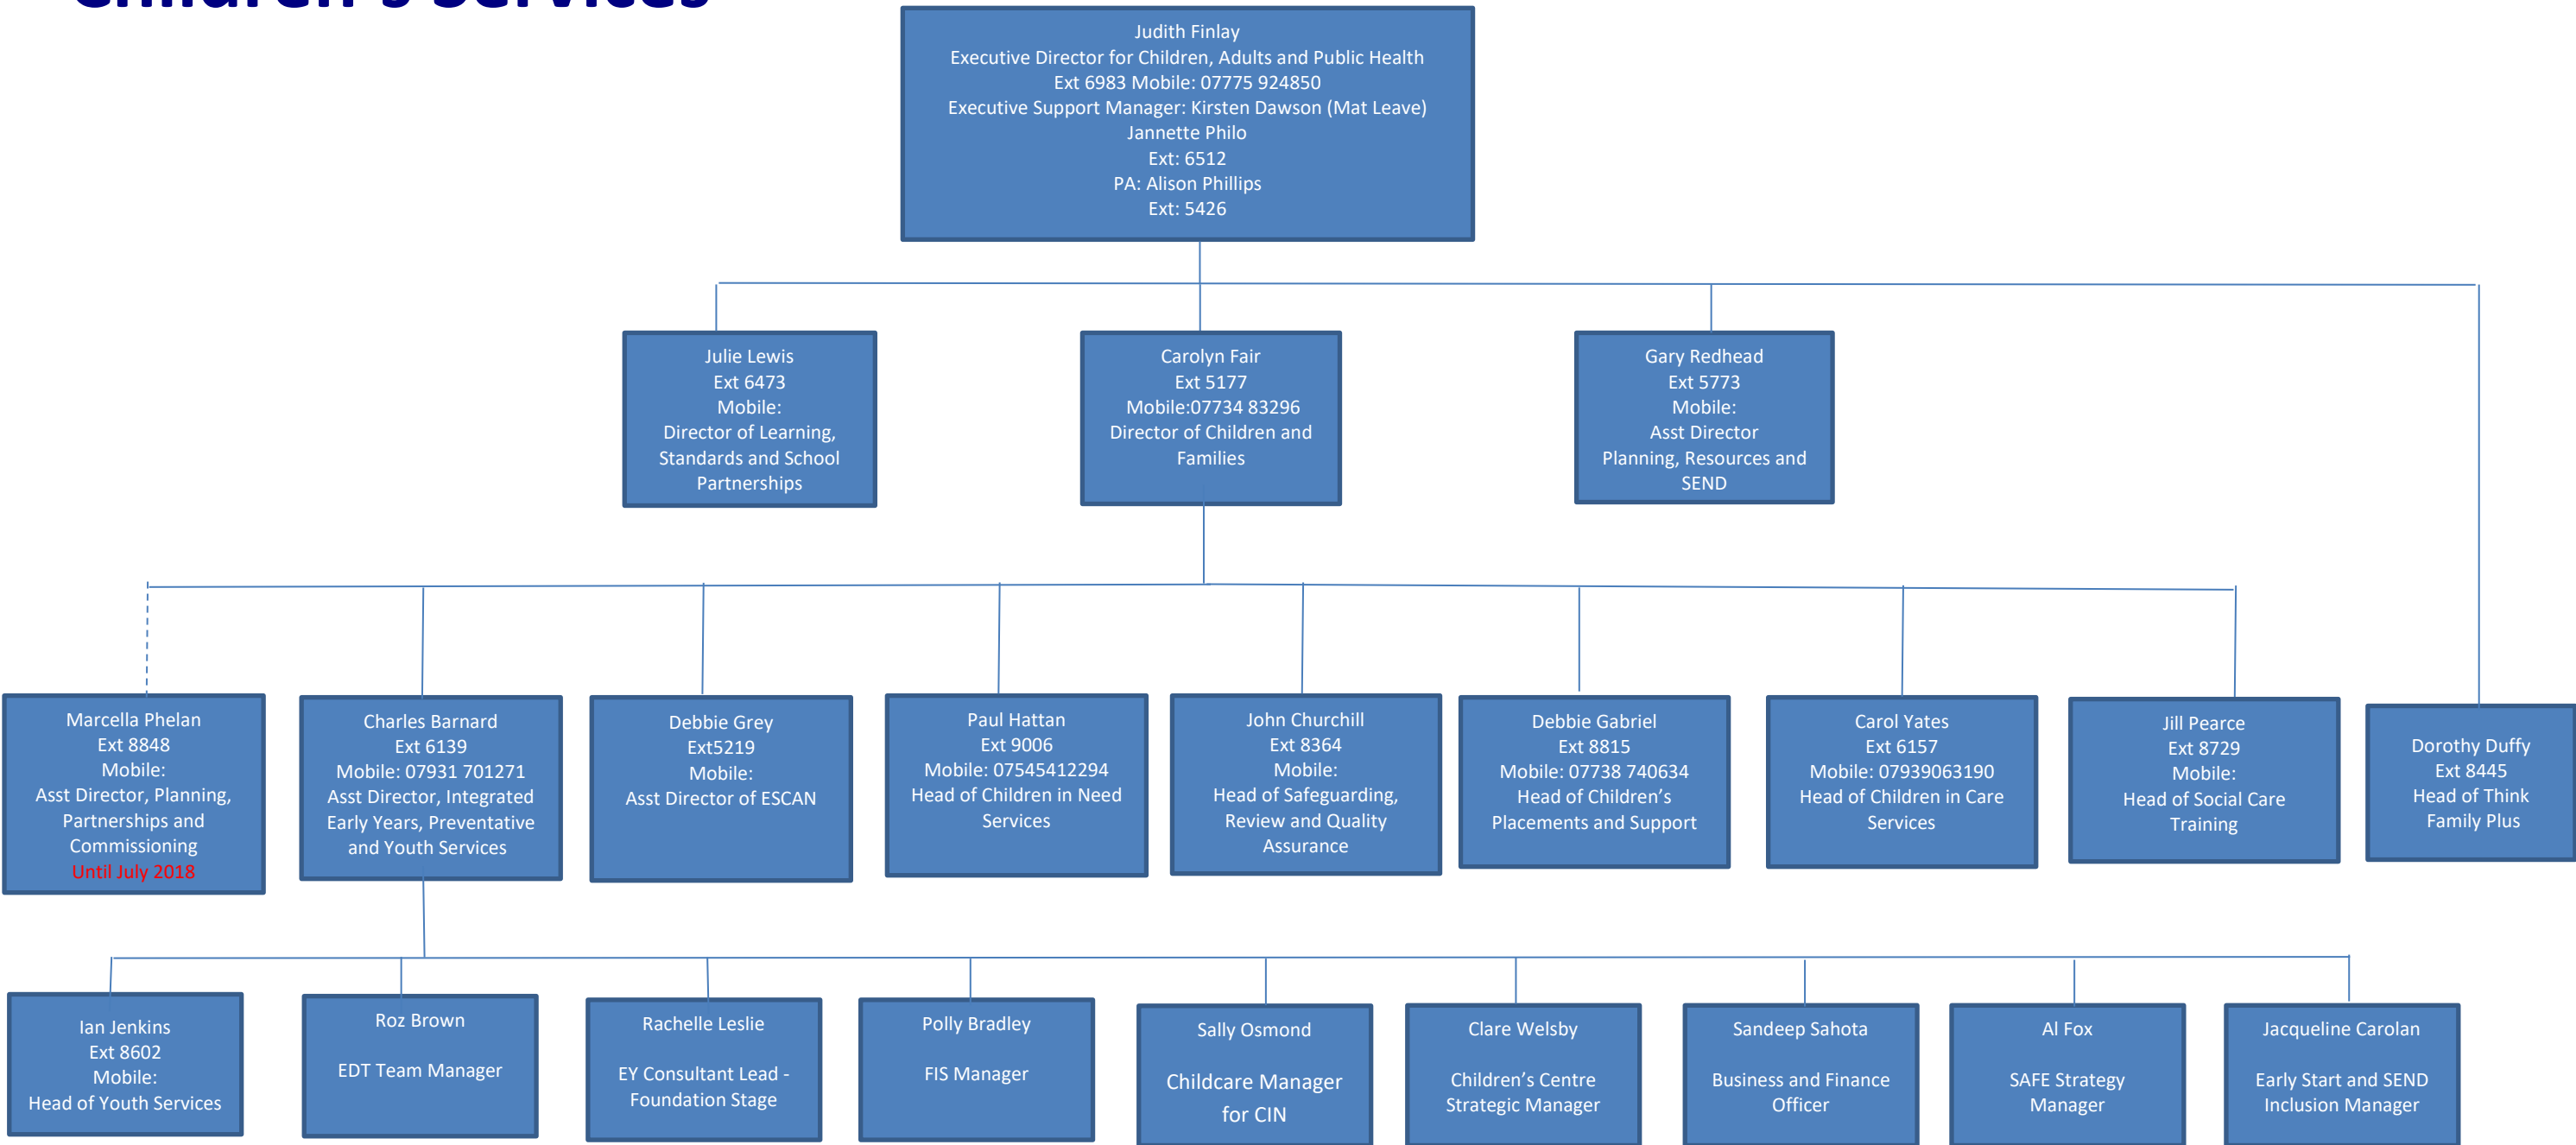 Children's Services
Judith Finlay
Executive Director for Children, Adults and Public Health
Ext 6983 Mobile: 07775 924850
Executive Support Manager: Kirsten Dawson (Mat Leave)
Jannette Philo
Ext: 6512
PA: Alison Phillips
Ext: 5426
Julie Lewis
Ext 6473
Mobile:
Director of Learning,
Standards and School
Partnerships
Carolyn Fair
Ext 5177
Mobile:07734 83296
Director of Children and
Families
Gary Redhead
Ext 5773
Mobile:
Asst Director
Planning, Resources and
SEND
Marcella Phelan
Ext 8848
Mobile:
Asst Director, Planning,
Partnerships and
Commissioning
Until July 2018
Charles Barnard
Ext 6139
Mobile: 07931 701271
Asst Director, Integrated
Early Years, Preventative
and Youth Services
Debbie Grey
Ext5219
Mobile:
Asst Director of ESCAN
Paul Hattan
Ext 9006
Mobile: 07545412294
Head of Children in Need
Services
John Churchill
Ext 8364
Mobile:
Head of Safeguarding,
Review and Quality
Assurance
Debbie Gabriel
Ext 8815
Mobile: 07738 740634
Head of Children's
Placements and Support
Carol Yates
Ext 6157
Mobile: 07939063190
Head of Children in Care
Services
Jill Pearce
Ext 8729
Mobile:
Head of Social Care
Training
Dorothy Duffy
Ext 8445
Head of Think
Family Plus
Ian Jenkins
Ext 8602
Mobile:
Head of Youth Services
Roz Brown
EDT Team Manager
Rachelle Leslie
EY Consultant Lead -
Foundation Stage
Polly Bradley
FIS Manager
Sally Osmond
Childcare Manager
for CIN
Clare Welsby
Children's Centre
Strategic Manager
Sandeep Sahota
Business and Finance
Officer
Al Fox
SAFE Strategy
Manager
Jacqueline Carolan
Early Start and SEND
Inclusion Manager